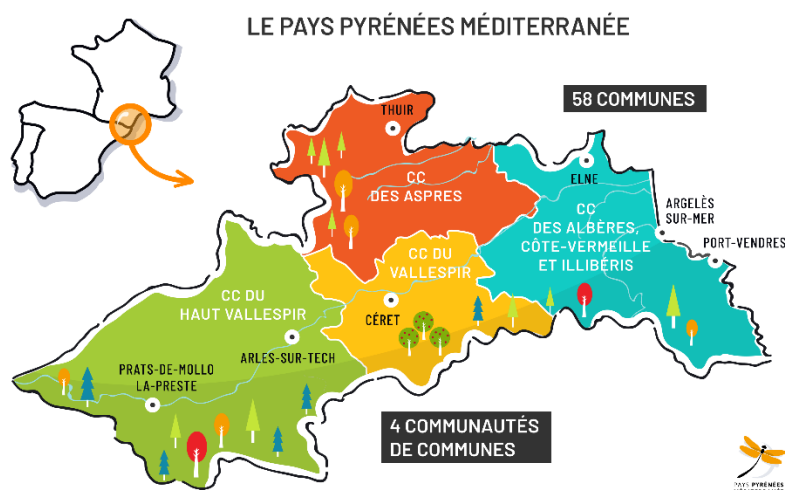 LE PAYS PYRÉNÉES MÉDITERRANÉE
58 COMMUNES
THUIR
CC
DES ASPRES
ELNE
ARGELÈS
SUR-MER
PORT-VENDRES
CC
DES ALBÈRES,
CÔTE-VERMEILLE
ET ILLIBÉRIS
CC DU
VALLESPIR
CÉRET
CC DU
HAUT VALLESPIR
ARLES-SUR-TECH
PRATS-DE-MOLLO
LA-PRESTE
4 COMMUNAUTÉS
DE COMMUNES
PAYS PYRÉNÉES